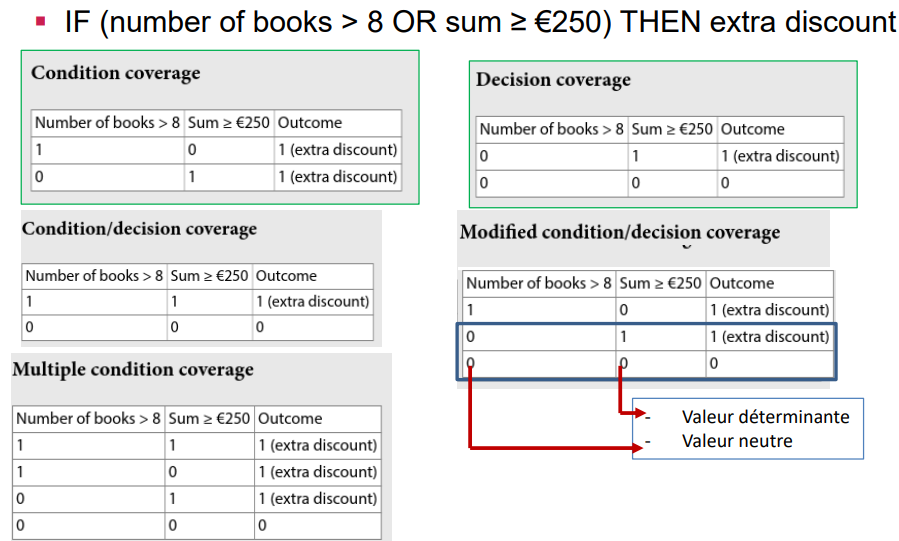 ▪ IF (number of books > 8 OR sum ≥ €250) THEN extra discount
Condition coverage
Number of books > 8 Sum ≥ €250 Outcome
1 0 1 (extra discount)
0 1 1 (extra discount)
Decision coverage
Number of books > 8 Sum ≥ €250 Outcome
0 1 1 (extra discount)
0 0 0
Condition/decision coverage
Number of books > 8 Sum ≥ €250 Outcome
1 1 1 (extra discount)
0 0 0
Modified condition/decision coverage
Number of books > 8 Sum ≥ €250 Outcome
1 0 1 (extra discount)
0 1 1 (extra discount)
0 0 0
- Valeur déterminante
- Valeur neutre
Multiple condition coverage
Number of books > 8 Sum ≥ €250 Outcome
1 1 1 (extra discount)
1 0 1 (extra discount)
0 1 1 (extra discount)
0 0 0